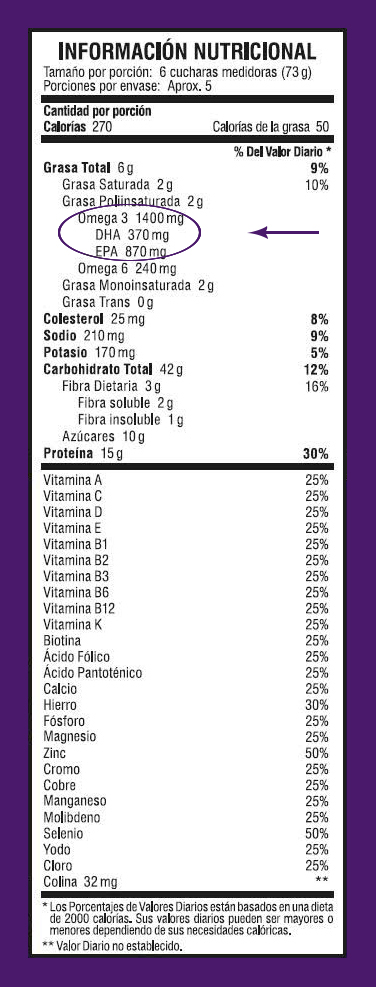 INFORMACIÓN NUTRICIONAL
Tamaño por porción: 6 cucharas medidoras (73 g)
Porciones por envase: Aprox. 5
Cantidad por porción
Calorías 270 Calorías de la grasa 50
% Del Valor Diario *
Grasa Total 6 g 9%
Grasa Saturada 2 g 10%
Grasa Poliinsaturada 2 g
Omega 3 1400 mg
DHA 370 mg
EPA 870 mg
Omega 6 240 mg
Grasa Monoinsaturada 2 g
Grasa Trans 0 g
Colesterol 25 mg 8%
Sodio 210 mg 9%
Potasio 170 mg 5%
Carbohidrato Total 42 g 12%
Fibra Dietaria 3 g 16%
Fibra soluble 2 g
Fibra insoluble 1 g
Azúcares 10 g
Proteína 15 g 30%
Vitamina A 25%
Vitamina C 25%
Vitamina D 25%
Vitamina E 25%
Vitamina B1 25%
Vitamina B2 25%
Vitamina B3 25%
Vitamina B6 25%
Vitamina B12 25%
Vitamina K 25%
Biotina 25%
Ácido Fólico 25%
Ácido Pantoténico 25%
Calcio 25%
Hierro 30%
Fósforo 25%
Magnesio 25%
Zinc 50%
Cromo 25%
Cobre 25%
Manganeso 25%
Molibdeno 25%
Selenio 50%
Yodo 25%
Cloro 25%
Colina 32 mg **
* Los Porcentajes de Valores Diarios están basados en una dieta
de 2000 calorías. Sus valores diarios pueden ser mayores o
menores dependiendo de sus necesidades calóricas.
** Valor Diario no establecido.